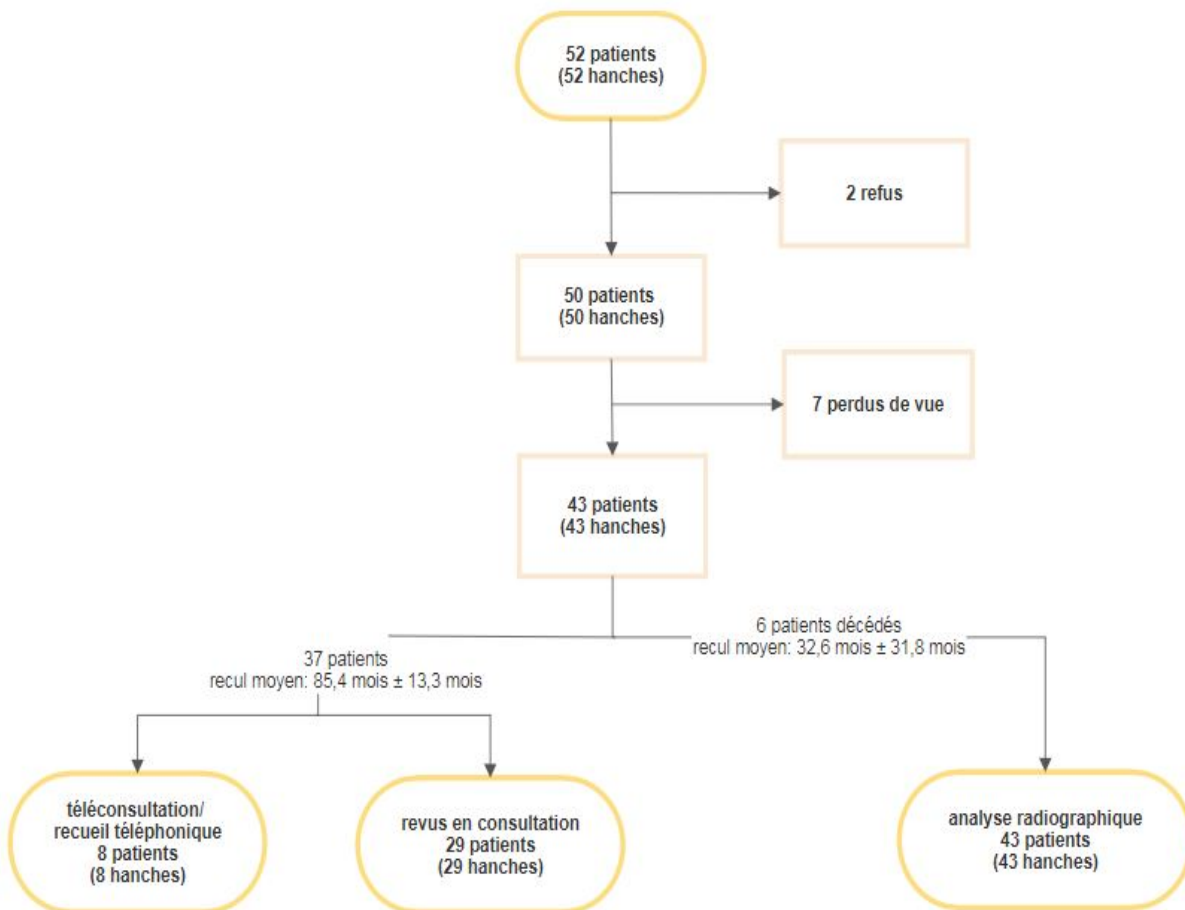 52 patients
(52 hanches)
2 refus
50 patients
(50 hanches)
7 perdus de vue
43 patients
(43 hanches)
6 patients décédés
recul moyen: 32,6 mois ± 31,8 mois
37 patients
recul moyen: 85,4 mois ± 13,3 mois
téléconsultation/
recueil téléphonique
8 patients
(8 hanches)
revus en consultation
29 patients
(29 hanches)
analyse radiographique
43 patients
(43 hanches)